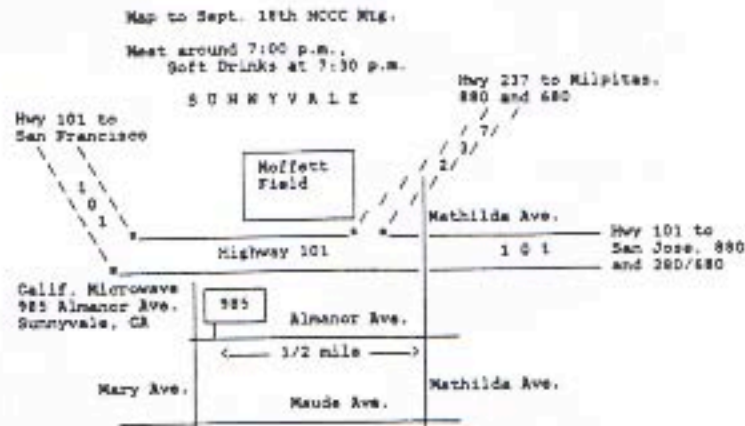 Map to Sept. 18th MCCC Mtg.
Meet around 7:00 p.m.,
Soft Drinks at 7:30 p.m.
S U N N Y V A L E
Hwy 237 to Milpitas,
880 and 680
Hwy 101 to
San Francisco
Moffett
Field
2 3 7
1 0 1
Mathilda Ave.
Highway 101
1 0 1
Hwy 101 to
San Jose, 880
and 280/680
Calif. Microwave
985 Almanor Ave.
Sunnyvale, CA
985
Almanor Ave.
1/2 mile
Mary Ave.
Mathilda Ave.
Maude Ave.